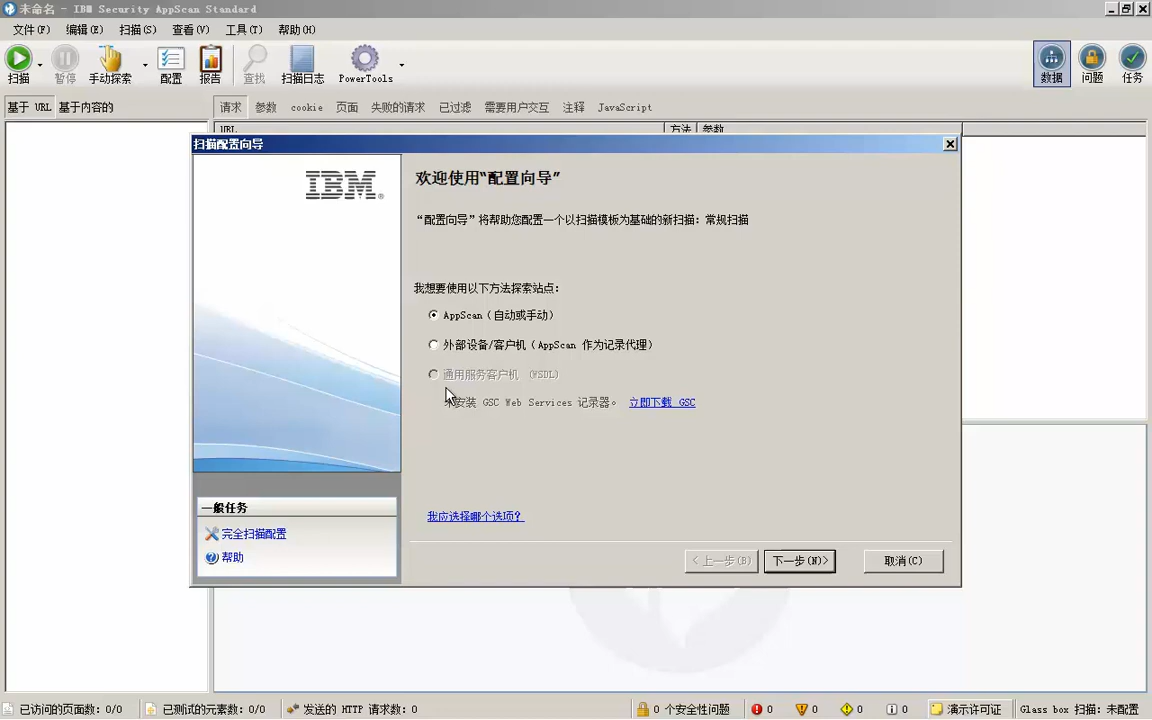 未命名 - IBM Security AppScan Standard
文件(F) 编辑(E) 扫描(S) 查看(V) 工具(T) 帮助(H)
扫描 暂停 手动探索 配置 报告 查找 扫描日志 PowerTools 数据 问题 任务
基于 URL 基于内容的 请求 参数 cookie 页面 失败的请求 已过滤 需要用户交互 注释 JavaScript
URL 方法 参数
扫描配置向导
IBM®
欢迎使用“配置向导”
“配置向导”将帮助您配置一个以扫描模板为基础的新扫描: 常规扫描
我想要使用以下方法探索站点:
AppScan (自动或手动)
外部设备/客户机 (AppScan 作为记录代理)
通用服务客户机 (WSDL)
未安装 GSC Web Services 记录器。 立即下载 GSC
我应选择哪个选项?
一般任务
完全扫描配置
帮助
< 上一步(B) 下一步(N) > 取消(C)
已访问的页面数: 0/0 已测试的元素数: 0/0 发送的 HTTP 请求数: 0 0 个安全性问题 0 0 0 0 演示许可证 Glass box 扫描: 未配置